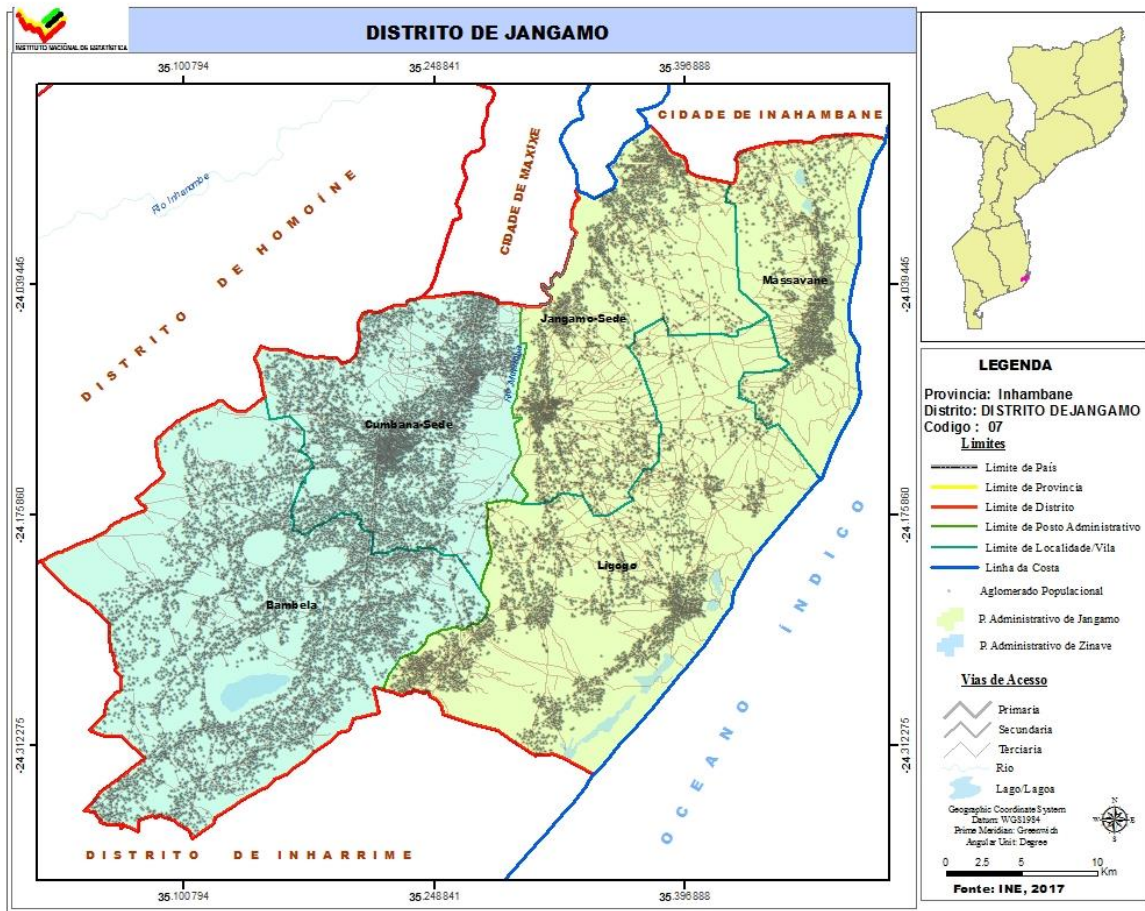 INSTITUTO NACIONAL DE ESTATÍSTICA
DISTRITO DE JANGAMO
35.100794
35.248841
35.396888
CIDADE DE INAHAMBANE
CIDADE DE MAXIXE
Rio Inhanombe
DISTRITO DE HOMOÍNE
-24.039445
-24.039445
Massavane
Jangamo-Sede
Cumbana-Sede
-24.175860
-24.175860
Ligogo
Bambela
OCEANO ÍNDICO
-24.312275
-24.312275
DISTRITO DE INHARRIME
35.100794
35.248841
35.396888
LEGENDA
Provincia: Inhambane
Distrito: DISTRITO DE JANGAMO
Codigo : 07
Limites
Limite de País
Limite de Provincia
Limite de Distrito
Limite de Posto Administrativo
Limite de Localidade/Vila
Linha da Costa
Aglomerado Populacional
P. Administrativo de Jangamo
P. Administrativo de Zinave
Vias de Acesso
Primaria
Secundaria
Terciaria
Rio
Lago/Lagoa
Geographic Coordinate System
Datum: WGS1984
Prime Meridian: Greenwich
Angular Unit: Degree
N
W E
S
0 2.5 5 10
Km
Fonte: INE, 2017